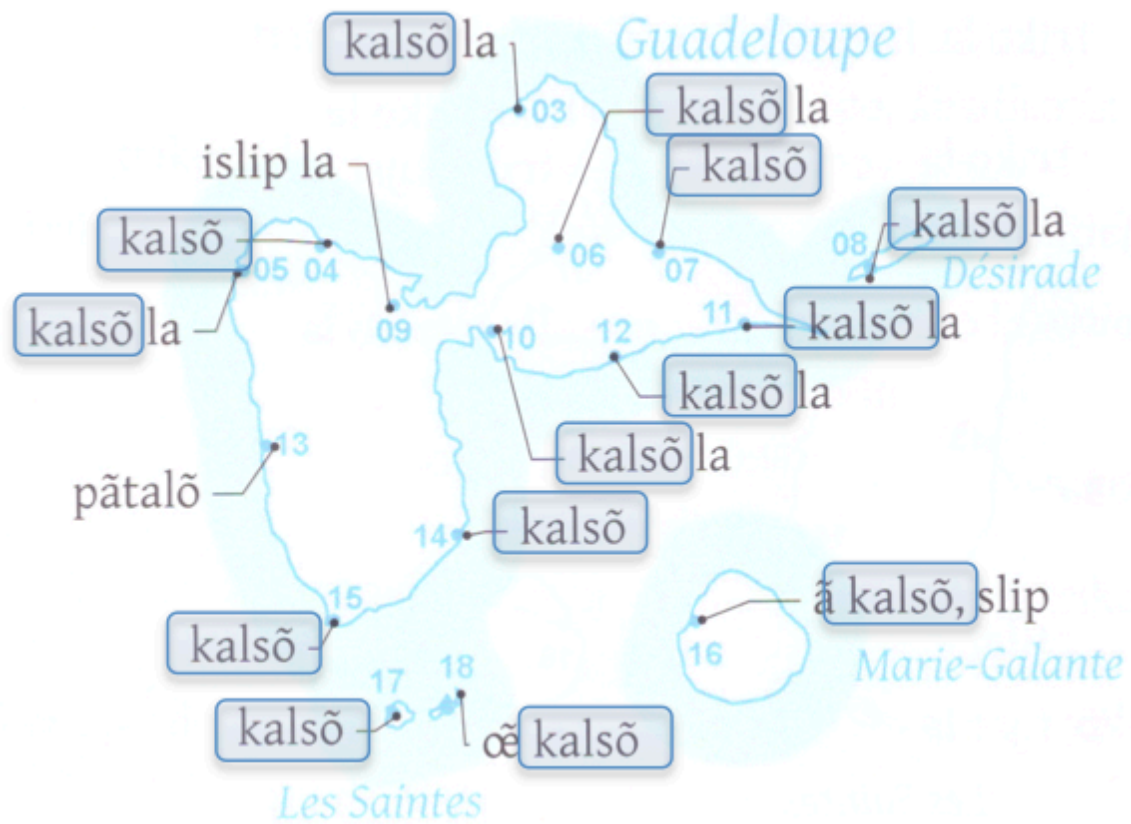 kalsõ la
Guadeloupe
03
kalsõ la
islip la
kalsõ
kalsõ la
kalsõ
08
05
04
06
07
Désirade
kalsõ la
09
10
12
11
kalsõ la
kalsõ la
13
kalsõ la
pãtalõ
14
kalsõ
15
ã kalsõ, slip
kalsõ
16
Marie-Galante
17
18
kalsõ
œ̃ kalsõ
Les Saintes